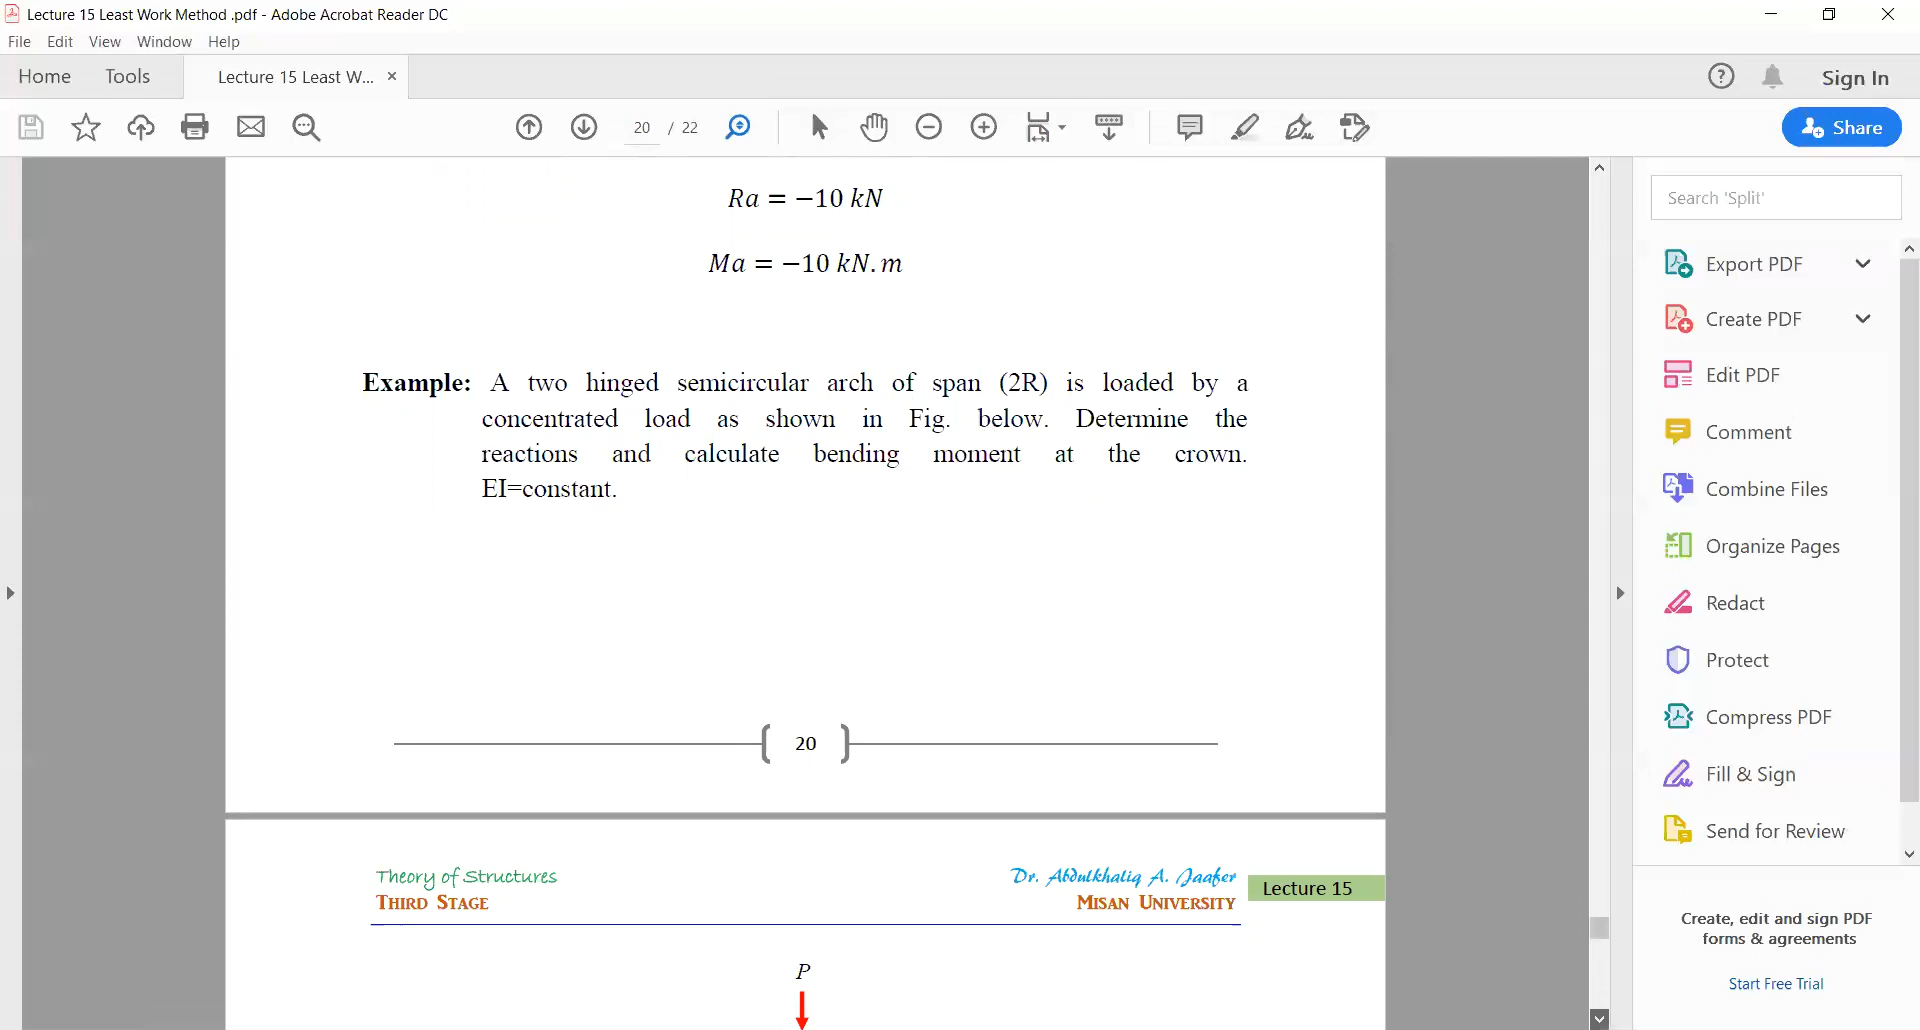 Lecture 15 Least Work Method .pdf - Adobe Acrobat Reader DC
File Edit View Window Help
Home Tools Lecture 15 Least W... × ? Sign In
20 / 22 Share
Ra = −10 kN
Ma = −10 kN.m
Example: A two hinged semicircular arch of span (2R) is loaded by a
concentrated load as shown in Fig. below. Determine the
reactions and calculate bending moment at the crown.
EI=constant.
20
Theory of Structures
Third Stage
Dr. Abdulkhaliq A. Jaafer
Misan University
Lecture 15
P
Search 'Split'
Export PDF
Create PDF
Edit PDF
Comment
Combine Files
Organize Pages
Redact
Protect
Compress PDF
Fill & Sign
Send for Review
Create, edit and sign PDF
forms & agreements
Start Free Trial